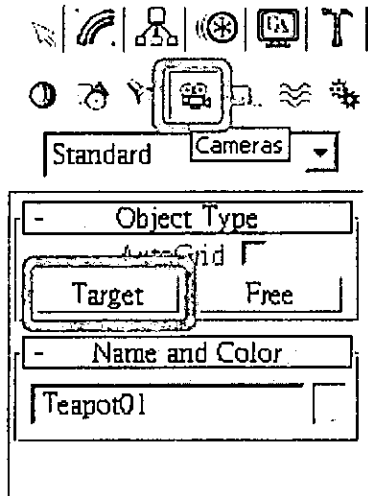 Standard
Cameras
- Object Type
AutoGrid
Target Free
- Name and Color
Teapot01